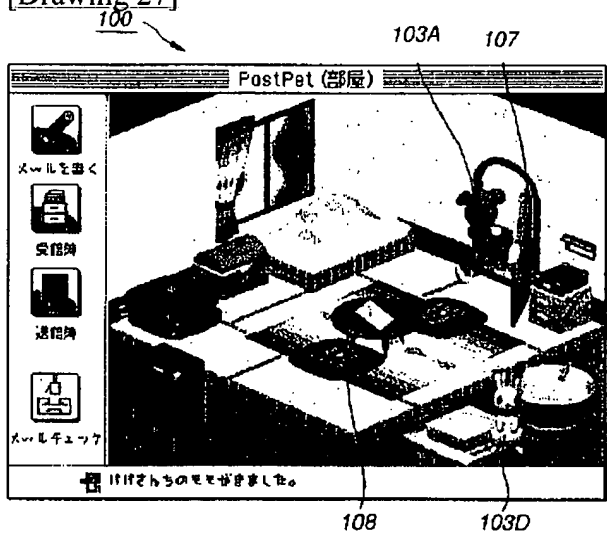 [Drawing 27]
100
103A 107
PostPet (部屋)
メールを書く
受信簿
送信簿
メールチェック
けけさんちのモモがきました。
108 103D